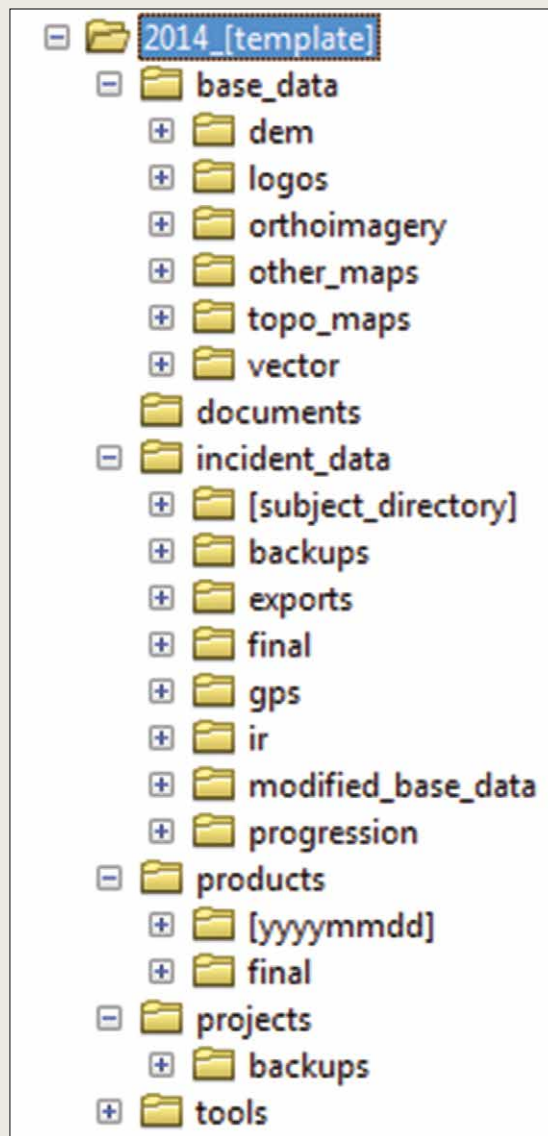 2014_[template]
base_data
dem
logos
orthoimagery
other_maps
topo_maps
vector
documents
incident_data
[subject_directory]
backups
exports
final
gps
ir
modified_base_data
progression
products
[yyyymmdd]
final
projects
backups
tools